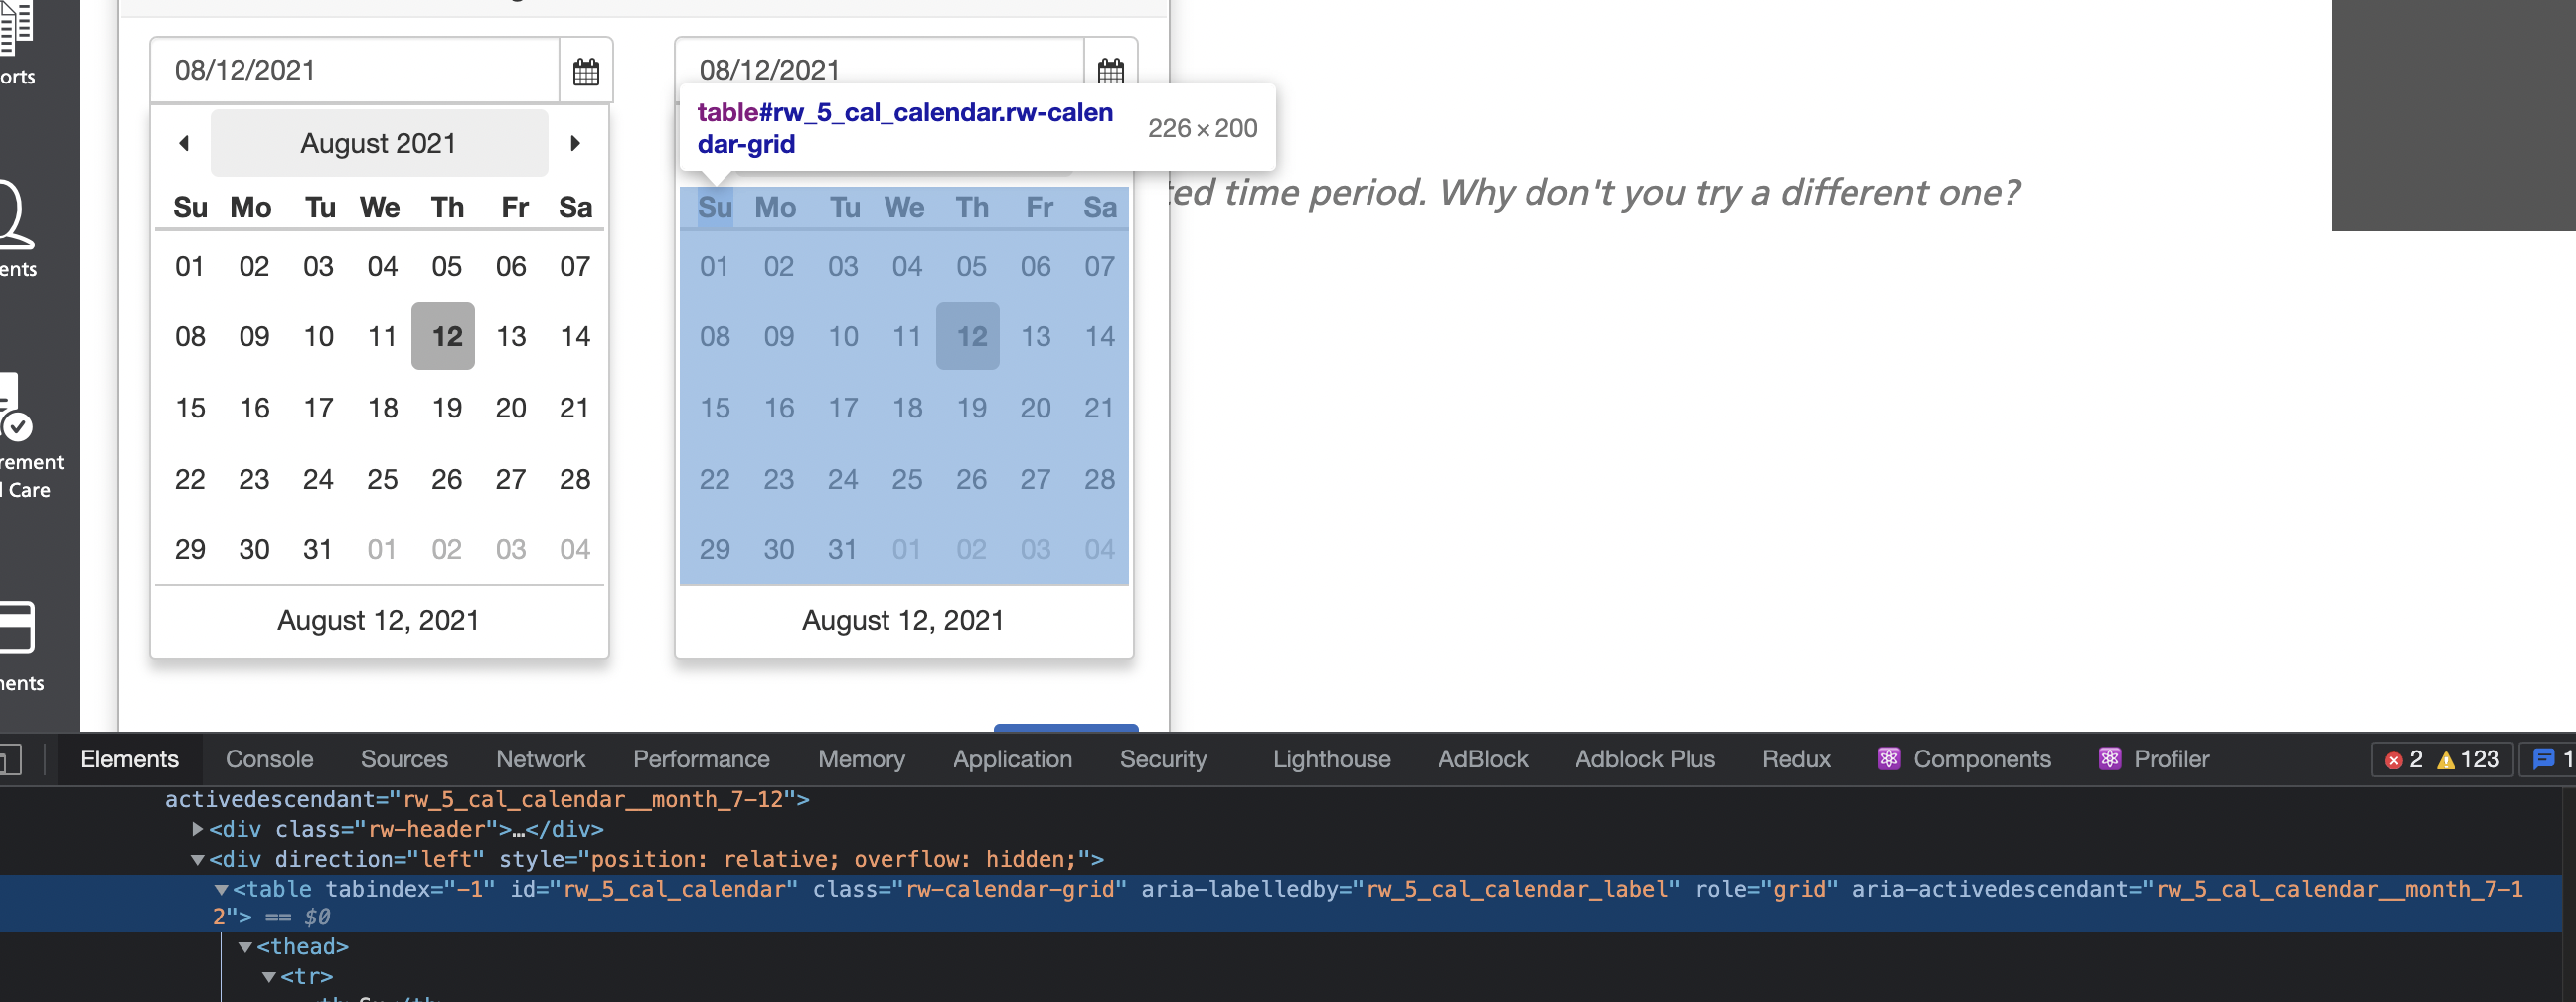 orts
ents
rement
l Care
nents
08/12/2021
August 2021
Su Mo Tu We Th Fr Sa
01 02 03 04 05 06 07
08 09 10 11 12 13 14
15 16 17 18 19 20 21
22 23 24 25 26 27 28
29 30 31 01 02 03 04
August 12, 2021
08/12/2021
table#rw_5_cal_calendar.rw-calen
dar-grid
226×200
Su Mo Tu We Th Fr Sa
01 02 03 04 05 06 07
08 09 10 11 12 13 14
15 16 17 18 19 20 21
22 23 24 25 26 27 28
29 30 31 01 02 03 04
August 12, 2021
ted time period. Why don't you try a different one?
Elements Console Sources Network Performance Memory Application Security Lighthouse AdBlock Adblock Plus Redux Components Profiler 2 123 1
activedescendant="rw_5_cal_calendar__month_7-12">
<div class="rw-header">…</div>
<div direction="left" style="position: relative; overflow: hidden;">
<table tabindex="-1" id="rw_5_cal_calendar" class="rw-calendar-grid" aria-labelledby="rw_5_cal_calendar_label" role="grid" aria-activedescendant="rw_5_cal_calendar__month_7-1
2"> == $0
<thead>
<tr>